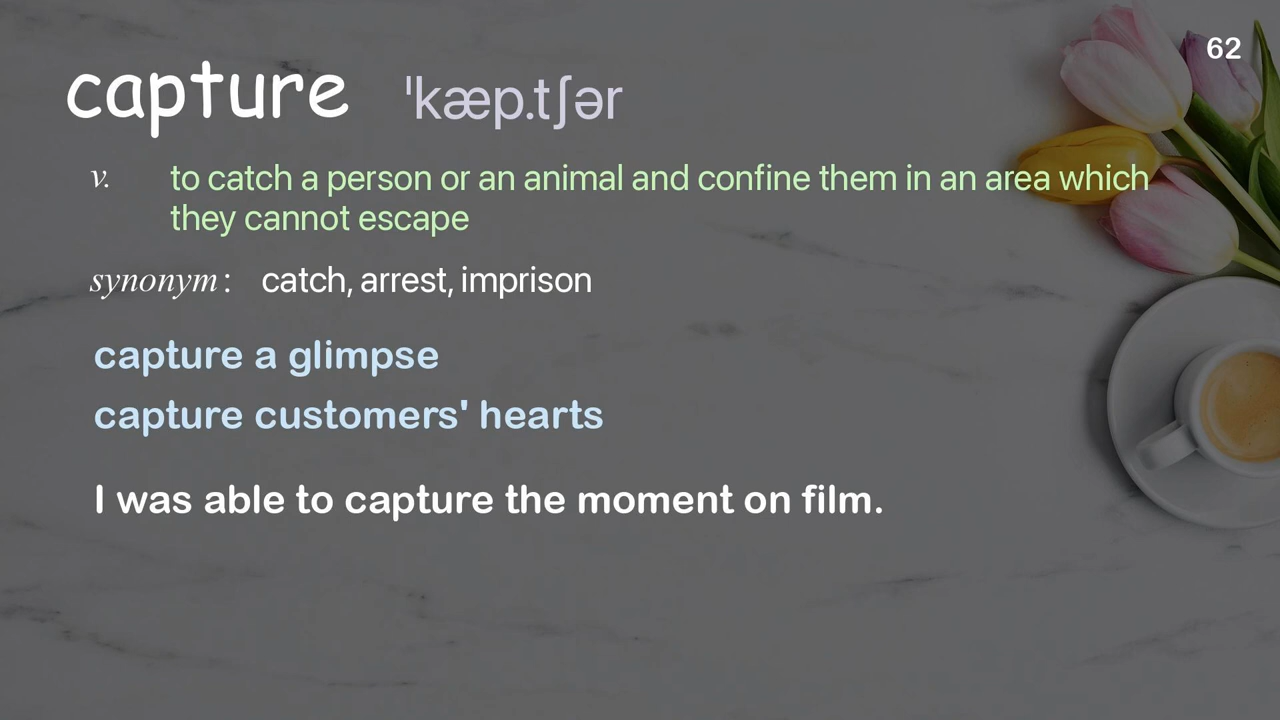 62
capture ˈkæp.tʃər
v. to catch a person or an animal and confine them in an area which
they cannot escape
synonym: catch, arrest, imprison
capture a glimpse
capture customers' hearts
I was able to capture the moment on film.